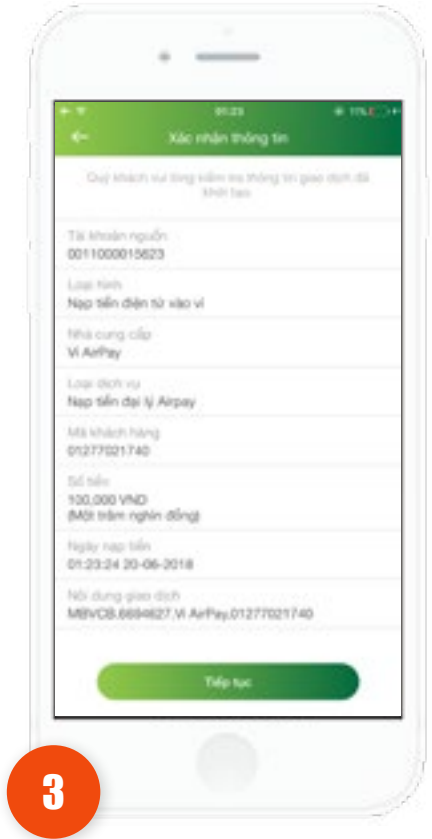 01:23
11%
Xác nhận thông tin
Quý khách vui lòng kiểm tra thông tin giao dịch đã
khởi tạo
Tài khoản nguồn
0011000015623
Loại hình
Nạp tiền điện tử vào ví
Nhà cung cấp
Ví AirPay
Loại dịch vụ
Nạp tiền đại lý Airpay
Mã khách hàng
01277021740
Số tiền
100,000 VND
(Một trăm nghìn đồng)
Ngày nạp tiền
01:23:24 20-06-2018
Nội dung giao dịch
MBVCB.6694627.Ví AirPay.01277021740
Tiếp tục
3